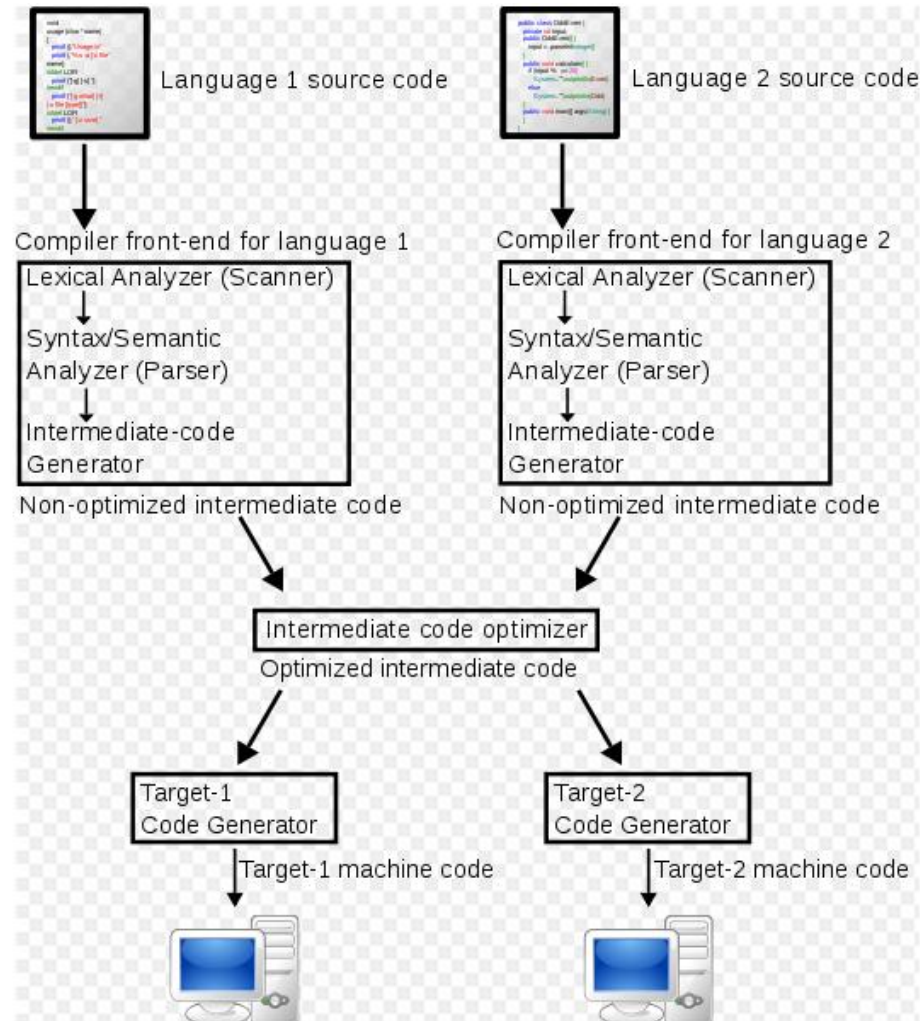 Language 1 source code
Language 2 source code
Compiler front-end for language 1
Lexical Analyzer (Scanner)
Syntax/Semantic
Analyzer (Parser)
Intermediate-code
Generator
Non-optimized intermediate code
Compiler front-end for language 2
Lexical Analyzer (Scanner)
Syntax/Semantic
Analyzer (Parser)
Intermediate-code
Generator
Non-optimized intermediate code
Intermediate code optimizer
Optimized intermediate code
Target-1
Code Generator
Target-1 machine code
Target-2
Code Generator
Target-2 machine code